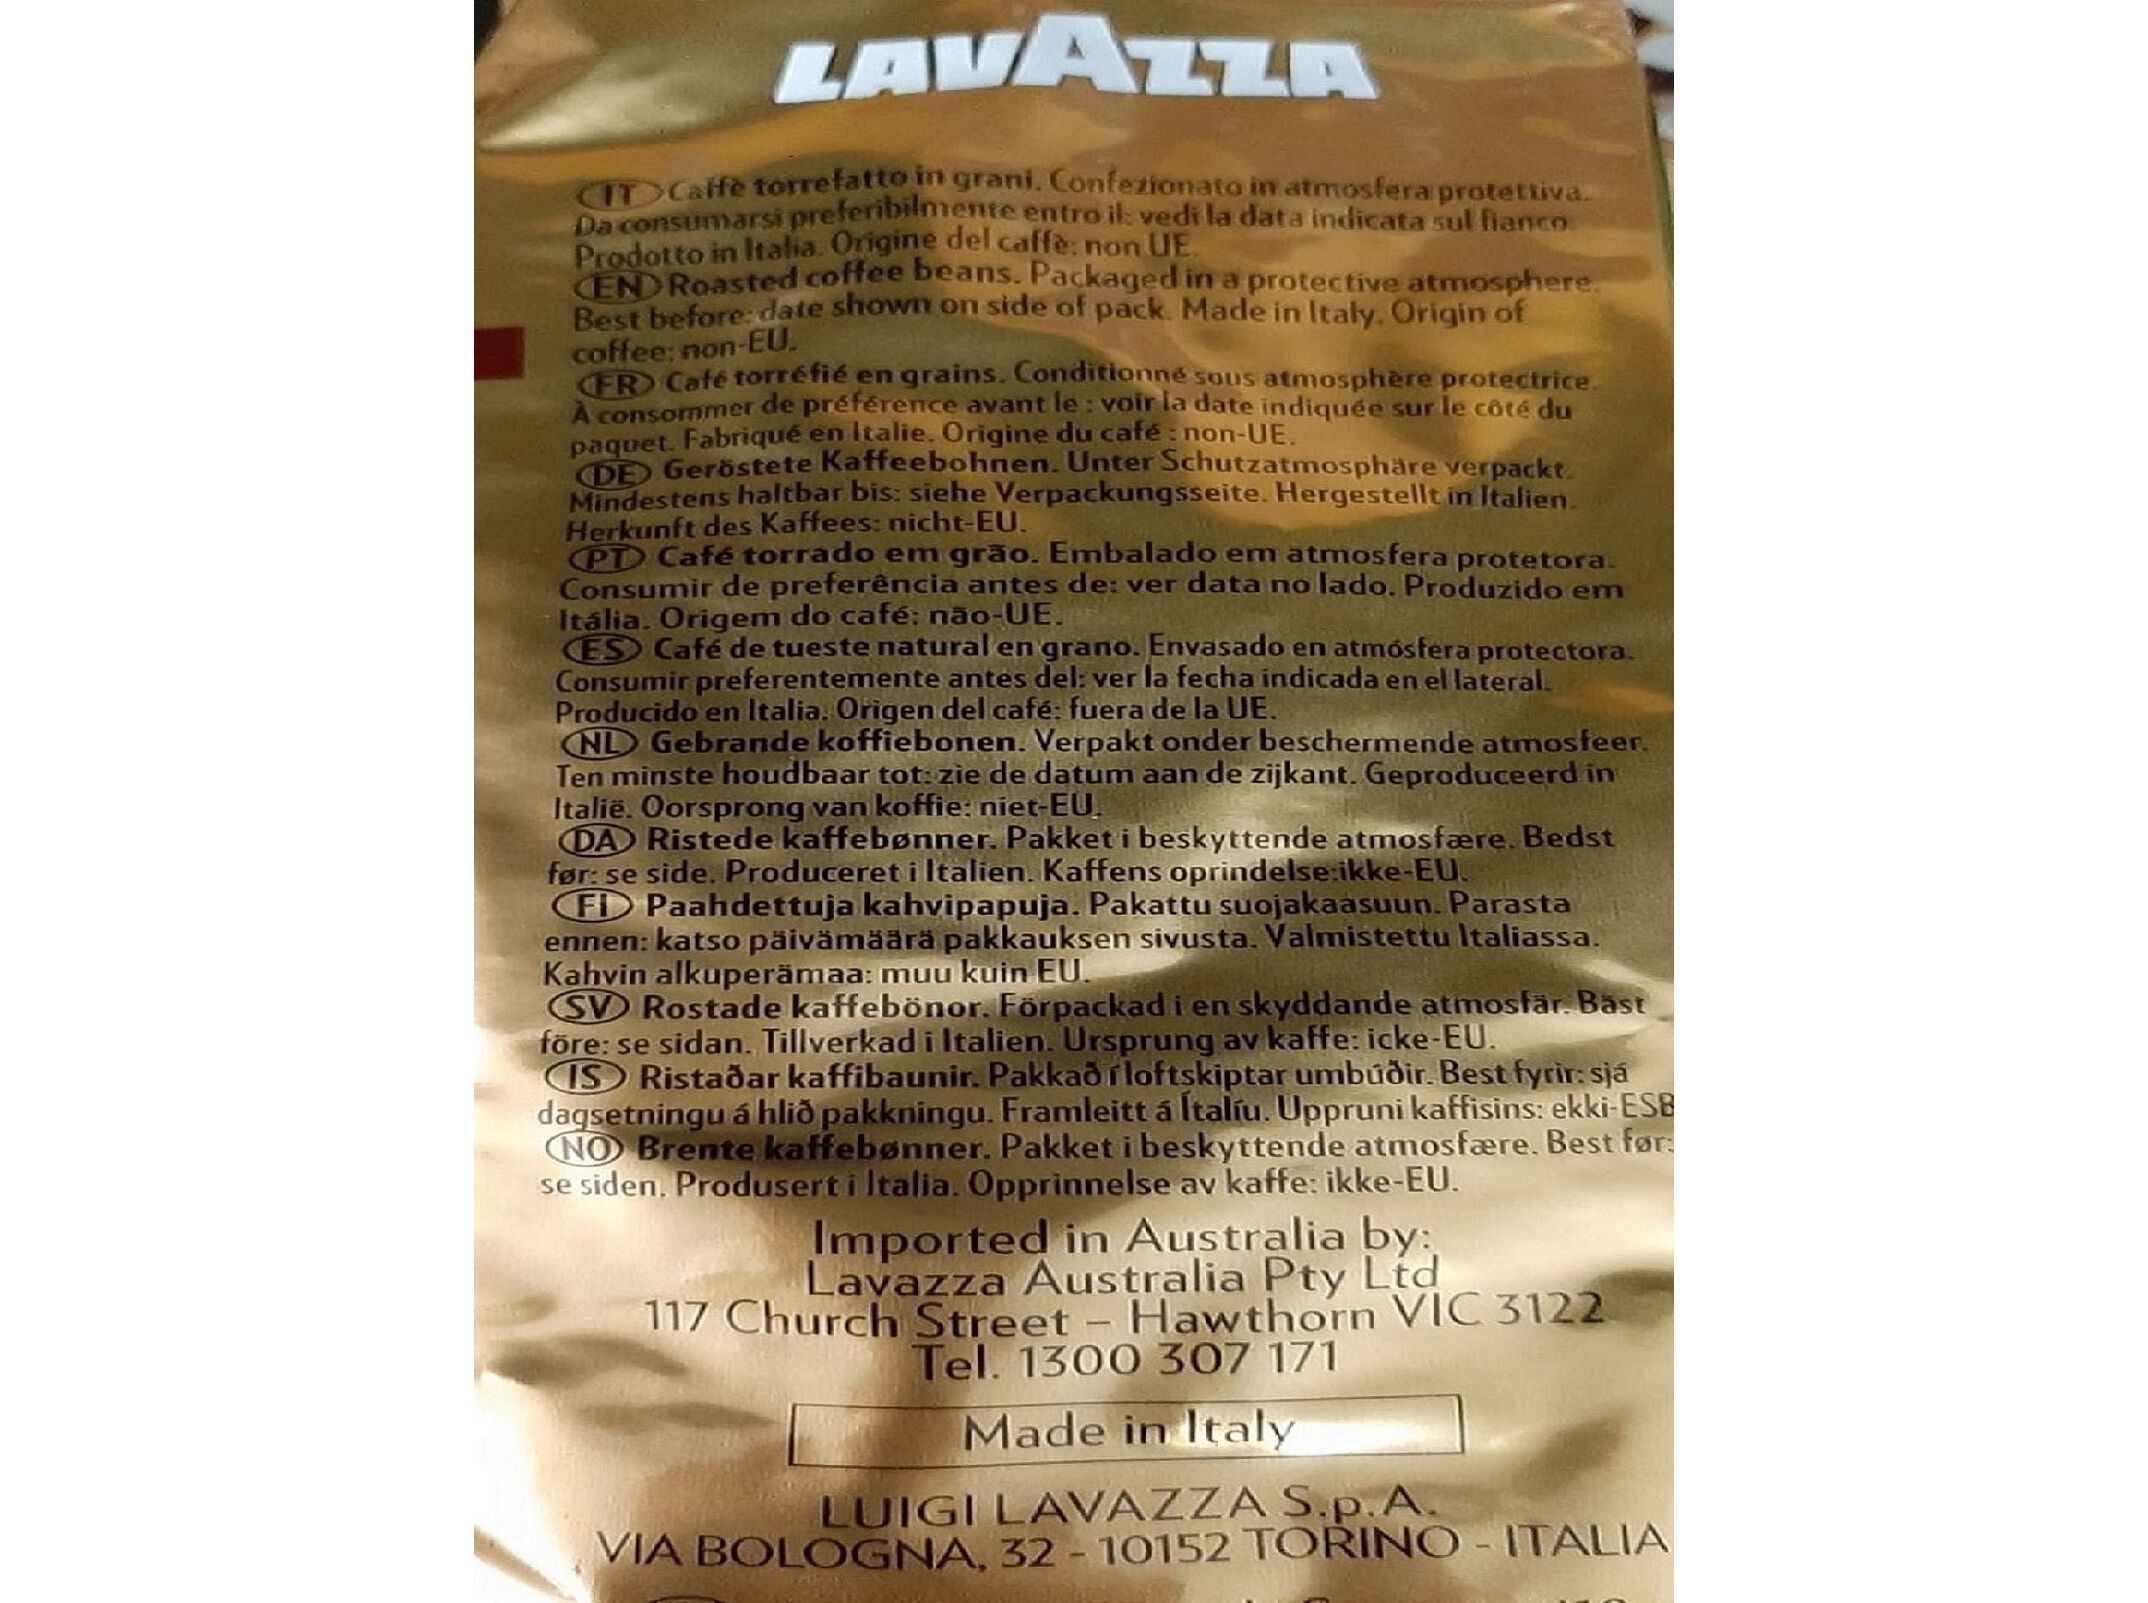 LAVAZZA
IT Caffè torrefatto in grani. Confezionato in atmosfera protettiva.
Da consumarsi preferibilmente entro il: vedi la data indicata sul fianco.
Prodotto in Italia. Origine del caffè: non UE.
EN Roasted coffee beans. Packaged in a protective atmosphere.
Best before: date shown on side of pack. Made in Italy. Origin of
coffee: non-EU.
FR Café torréfié en grains. Conditionné sous atmosphère protectrice.
À consommer de préférence avant le : voir la date indiquée sur le côté du
paquet. Fabriqué en Italie. Origine du café : non-UE.
DE Geröstete Kaffeebohnen. Unter Schutzatmosphäre verpackt.
Mindestens haltbar bis: siehe Verpackungsseite. Hergestellt in Italien.
Herkunft des Kaffees: nicht-EU.
PT Café torrado em grão. Embalado em atmosfera protetora.
Consumir de preferência antes de: ver data no lado. Produzido em
Itália. Origem do café: não-UE.
ES Café de tueste natural en grano. Envasado en atmósfera protectora.
Consumir preferentemente antes del: ver la fecha indicada en el lateral.
Producido en Italia. Origen del café: fuera de la UE.
NL Gebrande koffiebonen. Verpakt onder beschermende atmosfeer.
Ten minste houdbaar tot: zie de datum aan de zijkant. Geproduceerd in
Italië. Oorsprong van koffie: niet-EU.
DA Ristede kaffebønner. Pakket i beskyttende atmosfære. Bedst
før: se side. Produceret i Italien. Kaffens oprindelse:ikke-EU.
FI Paahdettuja kahvipapuja. Pakattu suojakaasuun. Parasta
ennen: katso päivämäärä pakkauksen sivusta. Valmistettu Italiassa.
Kahvin alkuperämaa: muu kuin EU.
SV Rostade kaffebönor. Förpackad i en skyddande atmosfär. Bäst
före: se sidan. Tillverkad i Italien. Ursprung av kaffe: icke-EU.
IS Ristaðar kaffibaunir. Pakkað í loftskiptar umbúðir. Best fyrir: sjá
dagsetningu á hlið pakkningu. Framleitt á Ítalíu. Uppruni kaffisins: ekki-ESB
NO Brente kaffebønner. Pakket i beskyttende atmosfære. Best før:
se siden. Produsert i Italia. Opprinnelse av kaffe: ikke-EU.
Imported in Australia by:
Lavazza Australia Pty Ltd
117 Church Street – Hawthorn VIC 3122
Tel. 1300 307 171
Made in Italy
LUIGI LAVAZZA S.p.A.
VIA BOLOGNA, 32 - 10152 TORINO - ITALIA